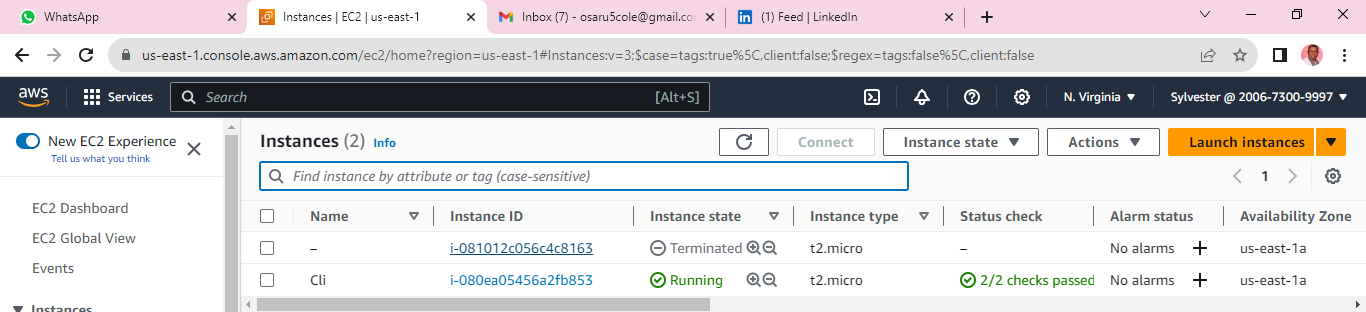 WhatsApp
Instances | EC2 | us-east-1
Inbox (7) - osaru5cole@gmail.co
(1) Feed | LinkedIn
us-east-1.console.aws.amazon.com/ec2/home?region=us-east-1#Instances:v=3;$case=tags:true%5C,client:false;$regex=tags:false%5C,client:false
aws Services Search [Alt+S] N. Virginia Sylvester @ 2006-7300-9997
New EC2 Experience
Tell us what you think
EC2 Dashboard
EC2 Global View
Events
Instances
Instances (2) Info Connect Instance state Actions Launch instances
Find instance by attribute or tag (case-sensitive) 1
Name Instance ID Instance state Instance type Status check Alarm status Availability Zone
– i-081012c056c4c8163 Terminated t2.micro – No alarms us-east-1a
Cli i-080ea05456a2fb853 Running t2.micro 2/2 checks passed No alarms us-east-1a